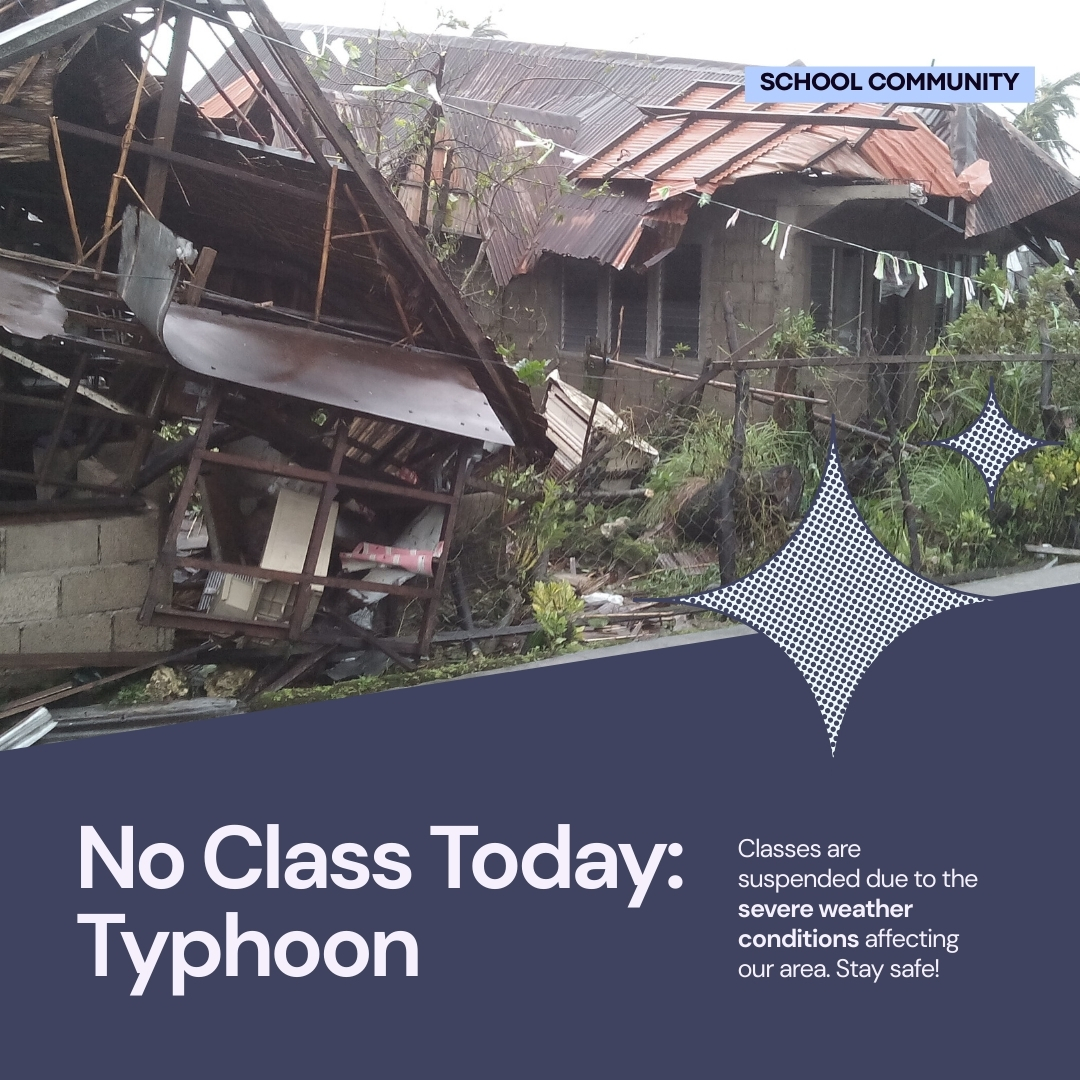 SCHOOL COMMUNITY
No Class Today:
Typhoon
Classes are
suspended due to the
severe weather
conditions affecting
our area. Stay safe!